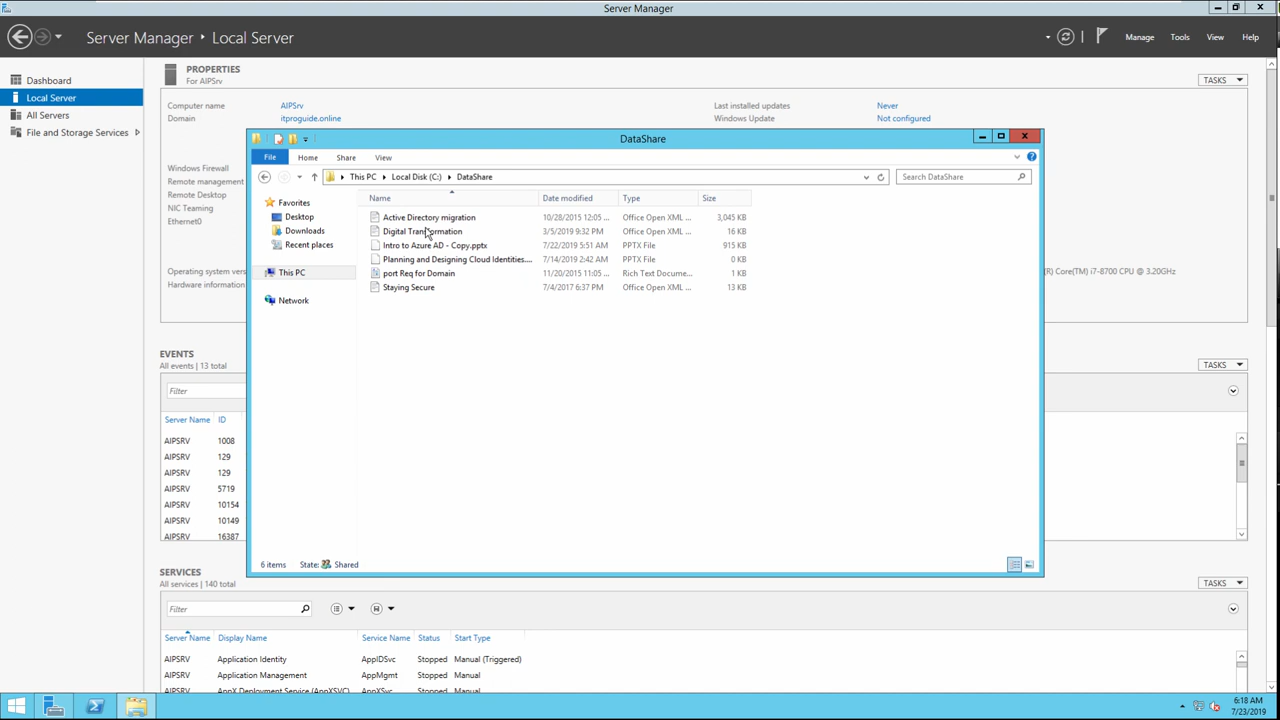 Server Manager
Server Manager • Local Server
Manage Tools View Help
Dashboard
Local Server
All Servers
File and Storage Services
PROPERTIES
For AIPSrv
TASKS
Computer name AIPSrv
Last installed updates Never
Domain itproguide.online
Windows Update Not configured
Windows Firewall
Remote management
Remote Desktop
NIC Teaming
Ethernet0
Operating system version
(R) Core(TM) i7-8700 CPU @ 3.20GHz
Hardware information
DataShare
File Home Share View
This PC Local Disk (C:) DataShare
Search DataShare
Favorites
Desktop
Downloads
Recent places
This PC
Network
Name Date modified Type Size
Active Directory migration 10/28/2015 12:05 ... Office Open XML ... 3,045 KB
Digital Transformation 3/5/2019 9:32 PM Office Open XML ... 16 KB
Intro to Azure AD - Copy.pptx 7/22/2019 5:51 AM PPTX File 915 KB
Planning and Designing Cloud Identities.... 7/14/2019 2:42 AM PPTX File 0 KB
port Req for Domain 11/20/2015 11:05 ... Rich Text Docume... 1 KB
Staying Secure 7/4/2017 6:37 PM Office Open XML ... 13 KB
6 items State: Shared
EVENTS
All events | 13 total
TASKS
Filter
Server Name ID
AIPSRV 1008
AIPSRV 129
AIPSRV 129
AIPSRV 5719
AIPSRV 10154
AIPSRV 10149
AIPSRV 16387
SERVICES
All services | 140 total
TASKS
Filter
Server Name Display Name Service Name Status Start Type
AIPSRV Application Identity AppIDSvc Stopped Manual (Triggered)
AIPSRV Application Management AppMgmt Stopped Manual
AIPSRV AppX Deployment Service (AppXSVC) AppXSvc Stopped Manual
6:18 AM
7/23/2019